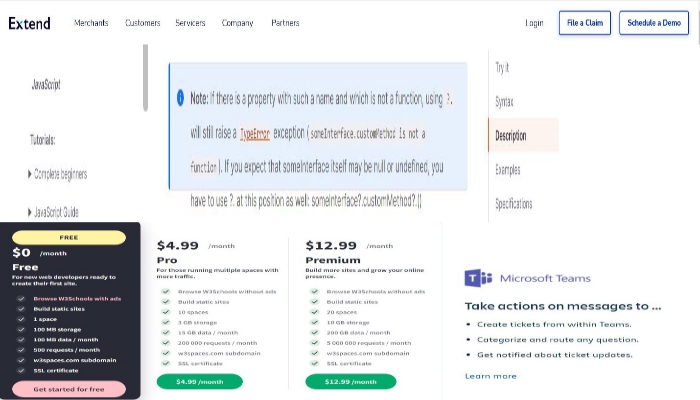 Extend
Merchants
Customers
Servicers
Company
Partners
Login
File a Claim
Schedule a Demo
JavaScript
Tutorials:
Complete beginners
JavaScript Guide
Note: If there is a property with such a name and which is not a function, using ?.
will still raise a TypeError exception (someInterface.customMethod is not a
function). If you expect that someInterface itself may be null or undefined, you
have to use ?. at this position as well: someInterface?.customMethod?.()
Try it
Syntax
Description
Examples
Specifications
FREE
$0 /month
Free
For new web developers ready to
create their first site.
Browse W3Schools with ads
Build static sites
1 space
100 MB storage
100 MB data / month
500 requests / month
w3spaces.com subdomain
SSL certificate
Get started for free
$4.99 /month
Pro
For those running multiple spaces with
more traffic.
Browse W3Schools without ads
Build static sites
10 spaces
3 GB storage
15 GB data / month
200 000 requests / month
w3spaces.com subdomain
SSL certificate
$4.99 /month
$12.99 /month
Premium
Build more sites and grow your online
presence.
Browse W3Schools without ads
Build static sites
20 spaces
10 GB storage
200 GB data / month
5 000 000 requests / month
w3spaces.com subdomain
SSL certificate
$12.99 /month
Microsoft Teams
Take actions on messages to ...
• Create tickets from within Teams.
• Categorize and route any question.
• Get notified about ticket updates.
Learn more